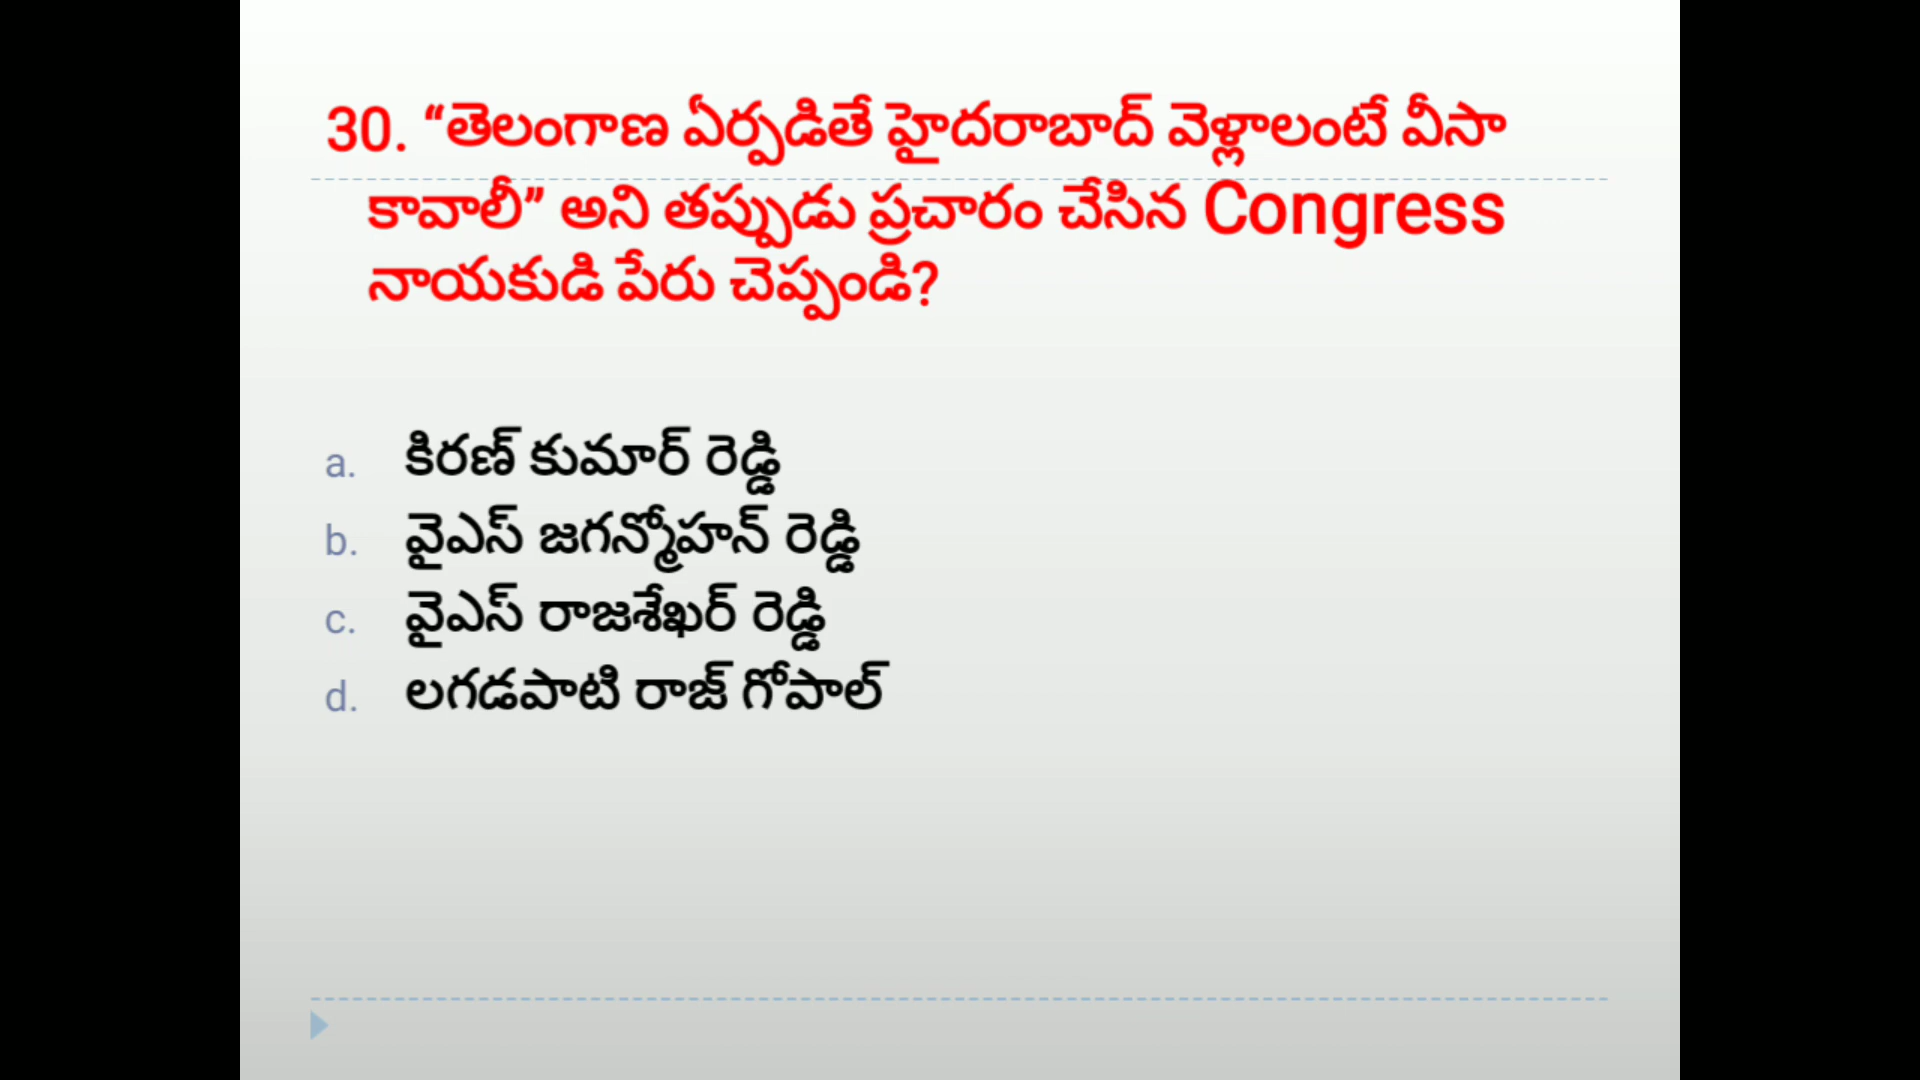 30. “తెలంగాణ ఏర్పడితే హైదరాబాద్ వెళ్లాలంటే వీసా
కావాలీ” అని తప్పుడు ప్రచారం చేసిన Congress
నాయకుడి పేరు చెప్పండి?
a. కిరణ్ కుమార్ రెడ్డి
b. వైఎస్ జగన్మోహన్ రెడ్డి
c. వైఎస్ రాజశేఖర్ రెడ్డి
d. లగడపాటి రాజ్ గోపాల్